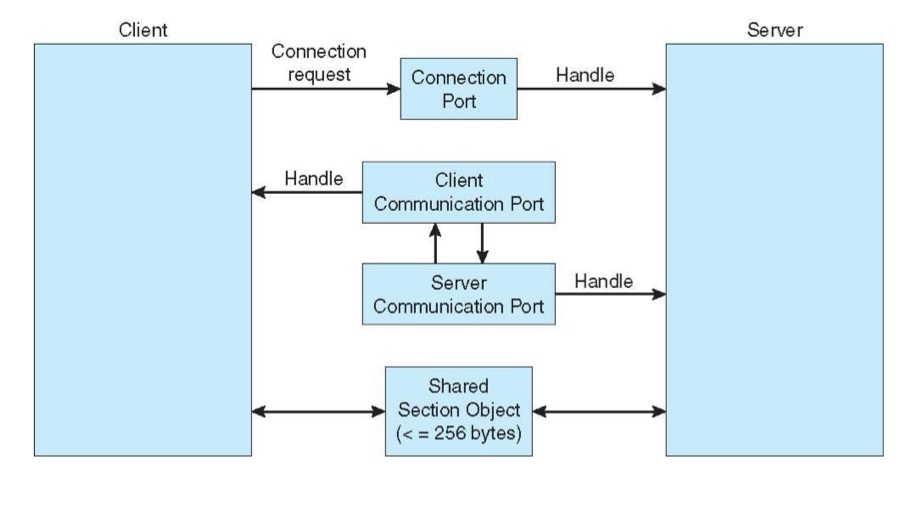 Client
Server
Connection
request
Connection
Port
Handle
Handle
Client
Communication Port
Server
Communication Port
Handle
Shared
Section Object
(< = 256 bytes)